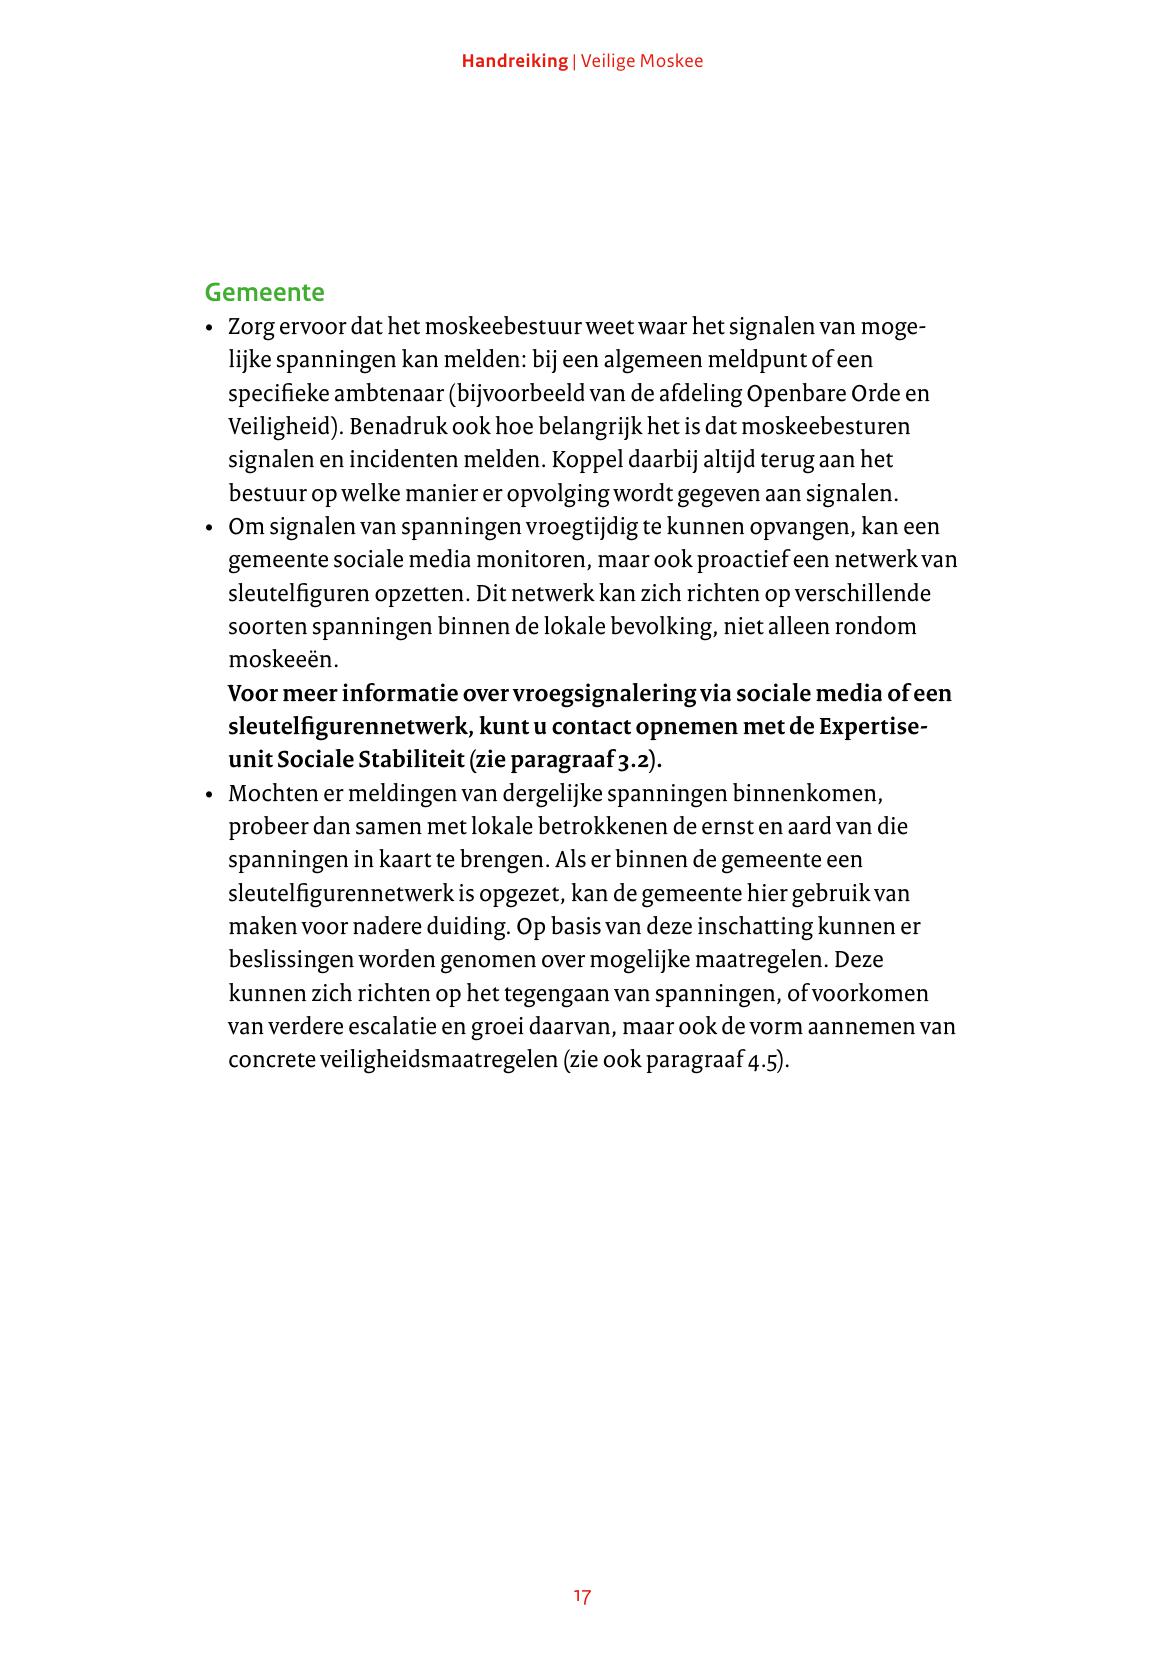 Handreiking | Veilige Moskee
Gemeente
• Zorg ervoor dat het moskeebestuur weet waar het signalen van moge-
lijke spanningen kan melden: bij een algemeen meldpunt of een
specifieke ambtenaar (bijvoorbeeld van de afdeling Openbare Orde en
Veiligheid). Benadruk ook hoe belangrijk het is dat moskeebesturen
signalen en incidenten melden. Koppel daarbij altijd terug aan het
bestuur op welke manier er opvolging wordt gegeven aan signalen.
• Om signalen van spanningen vroegtijdig te kunnen opvangen, kan een
gemeente sociale media monitoren, maar ook proactief een netwerk van
sleutelfiguren opzetten. Dit netwerk kan zich richten op verschillende
soorten spanningen binnen de lokale bevolking, niet alleen rondom
moskeeën.
Voor meer informatie over vroegsignalering via sociale media of een
sleutelfigurennetwerk, kunt u contact opnemen met de Expertise-
unit Sociale Stabiliteit (zie paragraaf 3.2).
• Mochten er meldingen van dergelijke spanningen binnenkomen,
probeer dan samen met lokale betrokkenen de ernst en aard van die
spanningen in kaart te brengen. Als er binnen de gemeente een
sleutelfigurennetwerk is opgezet, kan de gemeente hier gebruik van
maken voor nadere duiding. Op basis van deze inschatting kunnen er
beslissingen worden genomen over mogelijke maatregelen. Deze
kunnen zich richten op het tegengaan van spanningen, of voorkomen
van verdere escalatie en groei daarvan, maar ook de vorm aannemen van
concrete veiligheidsmaatregelen (zie ook paragraaf 4.5).
17